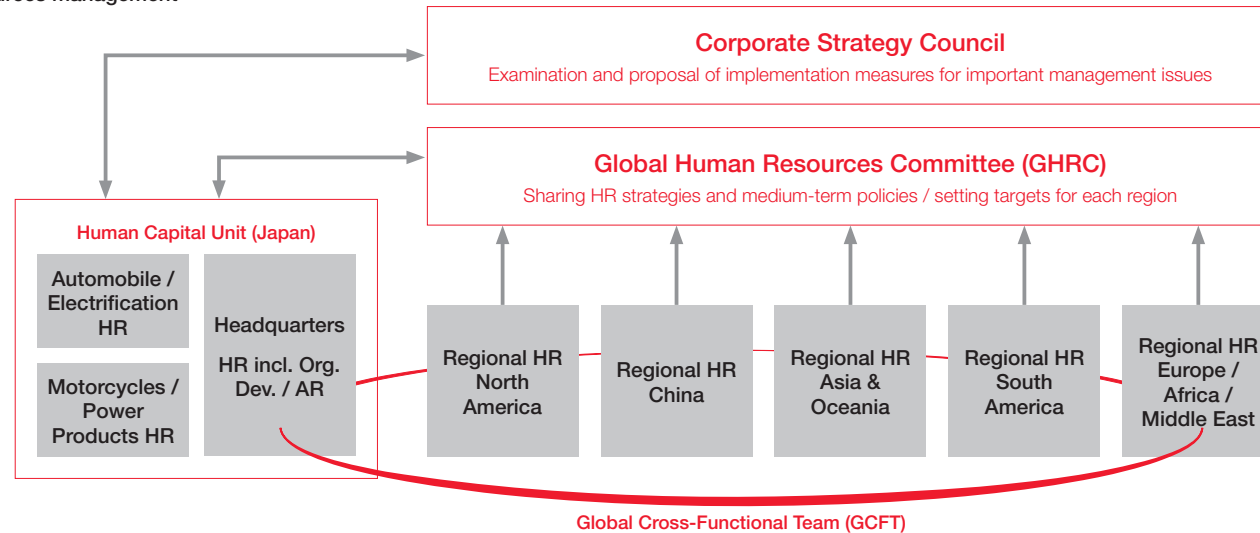 Management
Corporate Strategy Council
Examination and proposal of implementation measures for important management issues
Global Human Resources Committee (GHRC)
Sharing HR strategies and medium-term policies / setting targets for each region
Human Capital Unit (Japan)
Automobile /
Electrification
HR
Motorcycles /
Power
Products HR
Headquarters
HR incl. Org.
Dev. / AR
Regional HR
North
America
Regional HR
China
Regional HR
Asia &
Oceania
Regional HR
South
America
Regional HR
Europe /
Africa /
Middle East
Global Cross-Functional Team (GCFT)